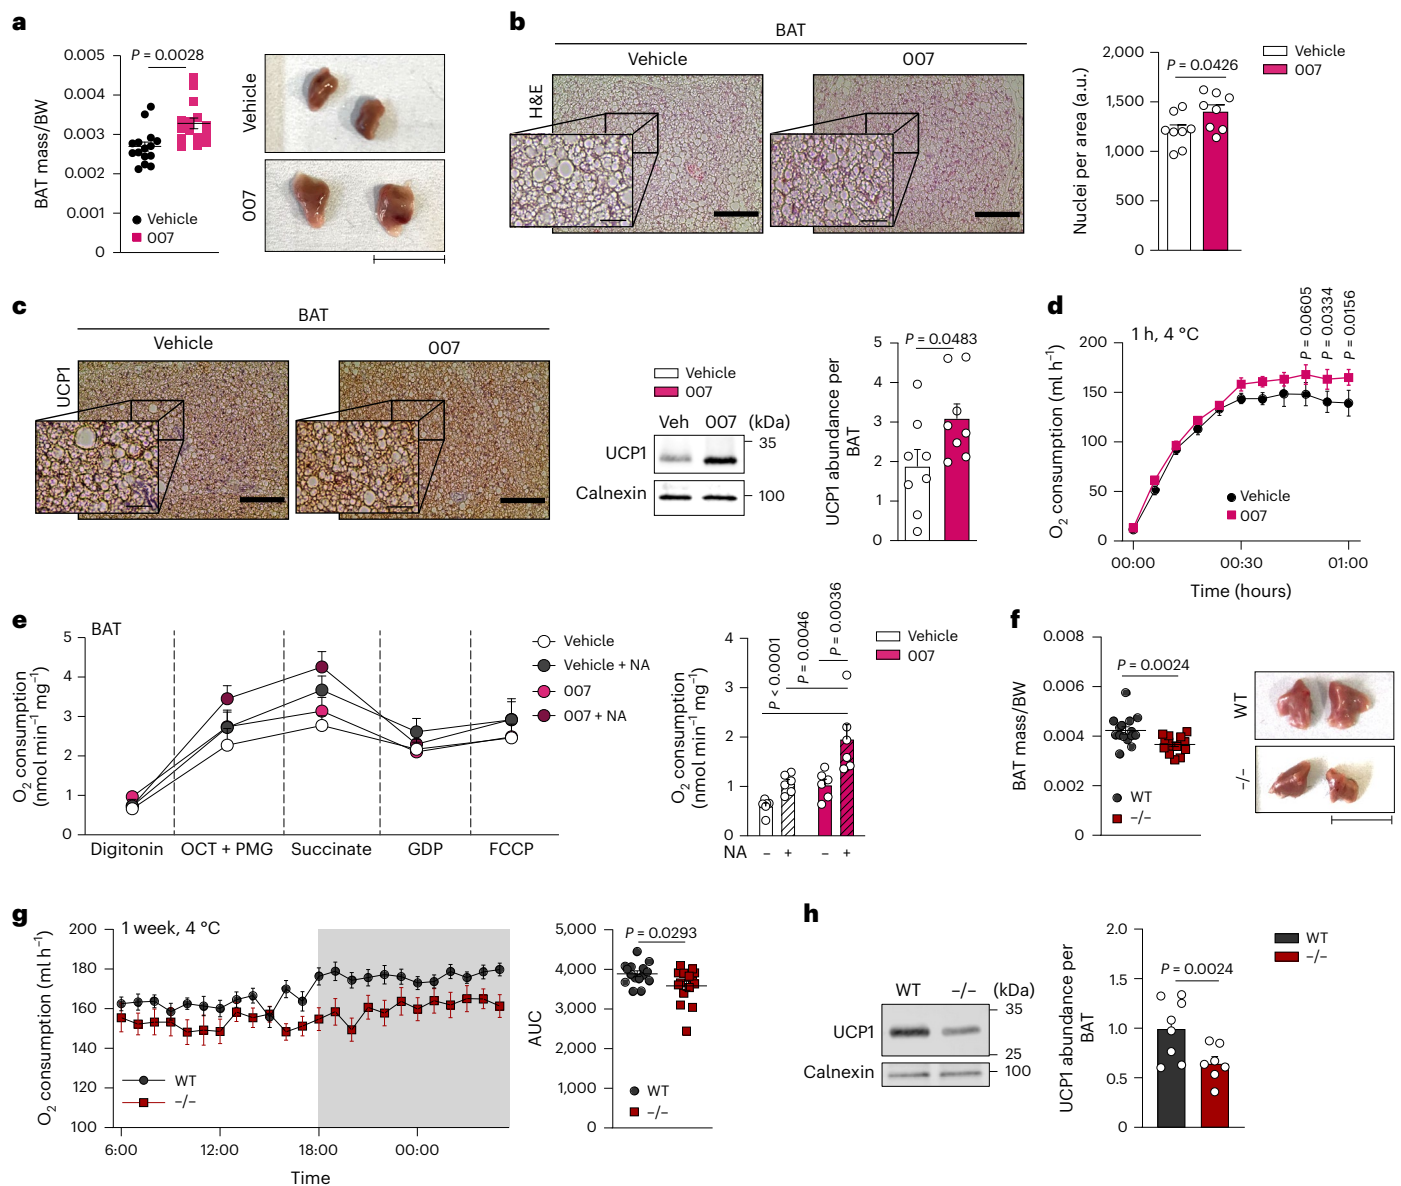 a
P = 0.0028
0.005
0.004
0.003
0.002
0.001
0
BAT mass/BW
Vehicle
007
Vehicle
007
b
BAT
Vehicle
007
H&E
2,000
1,500
1,000
500
0
Nuclei per area (a.u.)
P = 0.0426
Vehicle
007
c
BAT
Vehicle
007
UCP1
Vehicle
007
Veh
007
(kDa)
UCP1
35
Calnexin
100
5
4
3
2
1
0
UCP1 abundance per
BAT
P = 0.0483
d
1 h, 4 °C
P = 0.0605
P = 0.0334
P = 0.0156
200
150
100
50
0
O2 consumption (ml h−1)
Vehicle
007
00:00
00:30
01:00
Time (hours)
e
BAT
5
4
3
2
1
0
O2 consumption
(nmol min−1 mg−1)
Digitonin
OCT + PMG
Succinate
GDP
FCCP
Vehicle
Vehicle + NA
007
007 + NA
4
3
2
1
0
O2 consumption
(nmol min−1 mg−1)
P < 0.0001
P = 0.0046
P = 0.0036
Vehicle
007
NA
−
+
−
+
f
0.008
0.006
0.004
0.002
0
BAT mass/BW
P = 0.0024
WT
−/−
WT
−/−
g
1 week, 4 °C
200
180
160
140
120
100
O2 consumption (ml h−1)
WT
−/−
6:00
12:00
18:00
00:00
Time
5,000
4,000
3,000
2,000
1,000
0
AUC
P = 0.0293
WT
−/−
h
WT
−/−
(kDa)
35
UCP1
25
Calnexin
100
2.0
1.5
1.0
0.5
0
UCP1 abundance per
BAT
P = 0.0024
WT
−/−